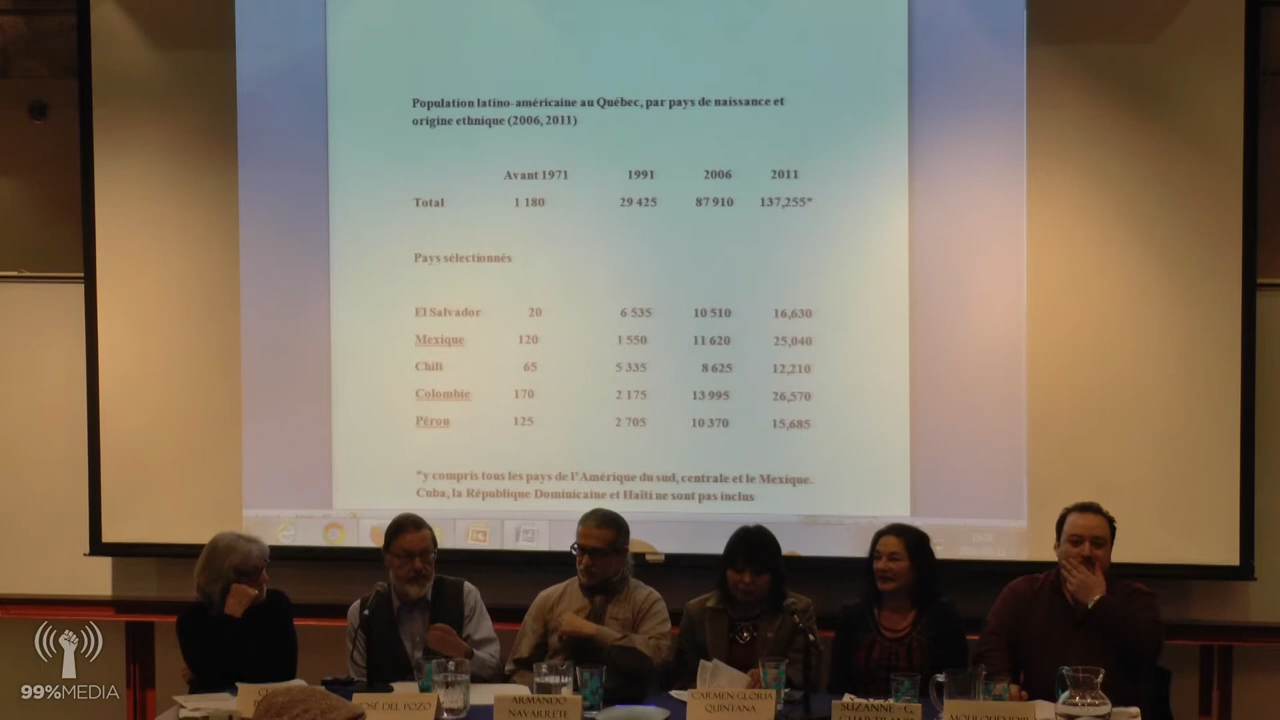 Population latino-américaine au Québec, par pays de naissance et
origine ethnique (2006, 2011)
Avant 1971 1991 2006 2011
Total 1 180 29 425 87 910 137,255*
Pays sélectionnés
El Salvador 20 6 535 10 510 16,630
Mexique 120 1 550 11 620 25,040
Chili 65 5 335 8 625 12,210
Colombie 170 2 175 13 995 26,570
Pérou 125 2 705 10 370 15,685
*y compris tous les pays de l'Amérique du sud, centrale et le Mexique.
Cuba, la République Dominicaine et Haïti ne sont pas inclus
99%MEDIA
JOSÉ DEL POZO
ARMANDO
NAVARRETE
CARMEN GLORIA
QUINTANA
SUZANNE - G.